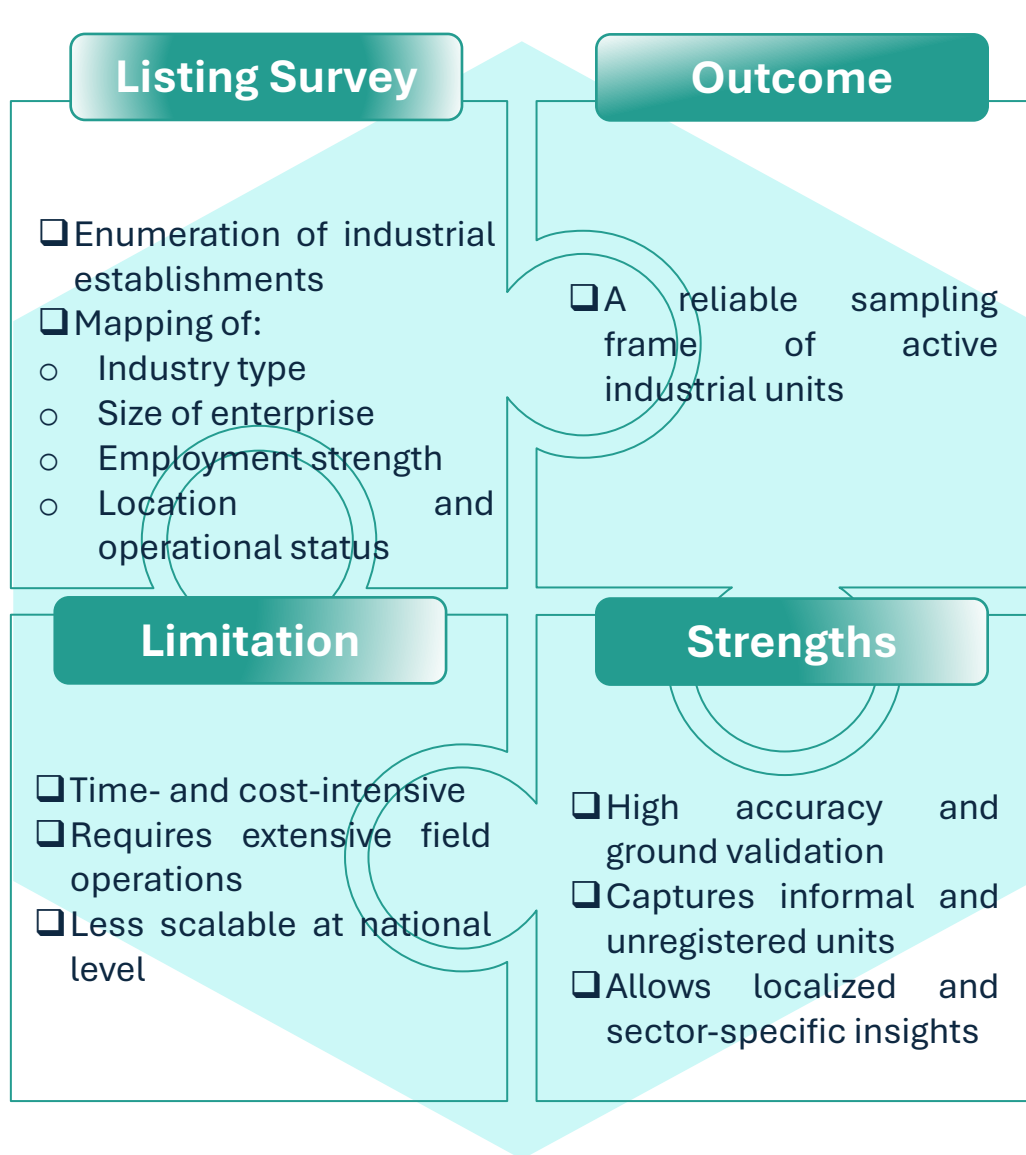 Listing Survey
❑Enumeration of industrial
establishments
❑Mapping of:
o Industry type
o Size of enterprise
o Employment strength
o Location and
operational status
Outcome
❑A reliable sampling
frame of active
industrial units
Limitation
❑Time- and cost-intensive
❑Requires extensive field
operations
❑Less scalable at national
level
Strengths
❑High accuracy and
ground validation
❑Captures informal and
unregistered units
❑Allows localized and
sector-specific insights